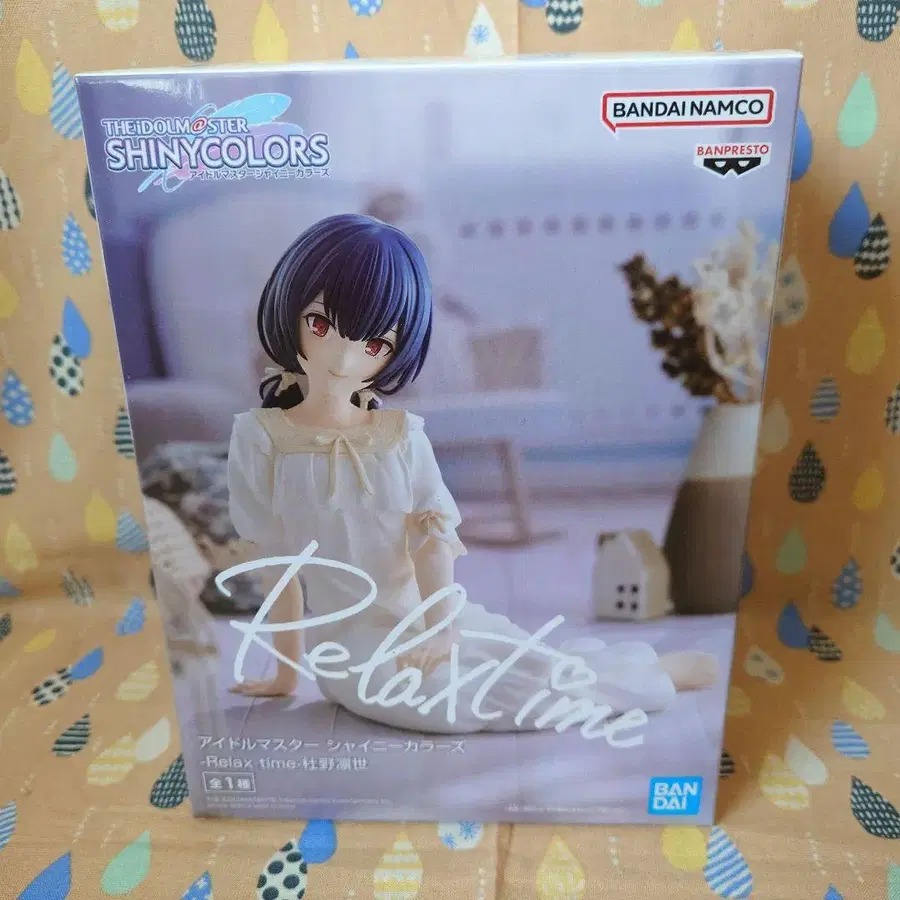 THE iDOLM@STER
SHINYCOLORS
アイドルマスターシャイニーカラーズ
BANDAI NAMCO
BANPRESTO
Relax time
アイドルマスター シャイニーカラーズ
-Relax time-杜野凛世
全1種
BAN
DAI